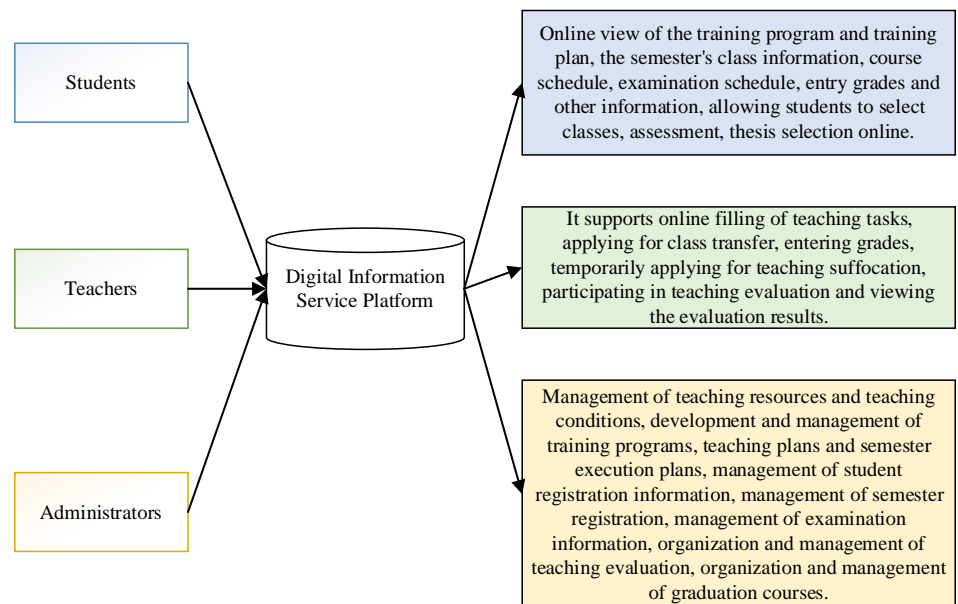 Students
Teachers
Administrators
Digital Information
Service Platform
Online view of the training program and training
plan, the semester's class information, course
schedule, examination schedule, entry grades and
other information, allowing students to select
classes, assessment, thesis selection online.
It supports online filling of teaching tasks,
applying for class transfer, entering grades,
temporarily applying for teaching suffocation,
participating in teaching evaluation and viewing
the evaluation results.
Management of teaching resources and teaching
conditions, development and management of
training programs, teaching plans and semester
execution plans, management of student
registration information, management of semester
registration, management of examination
information, organization and management of
teaching evaluation, organization and management
of graduation courses.